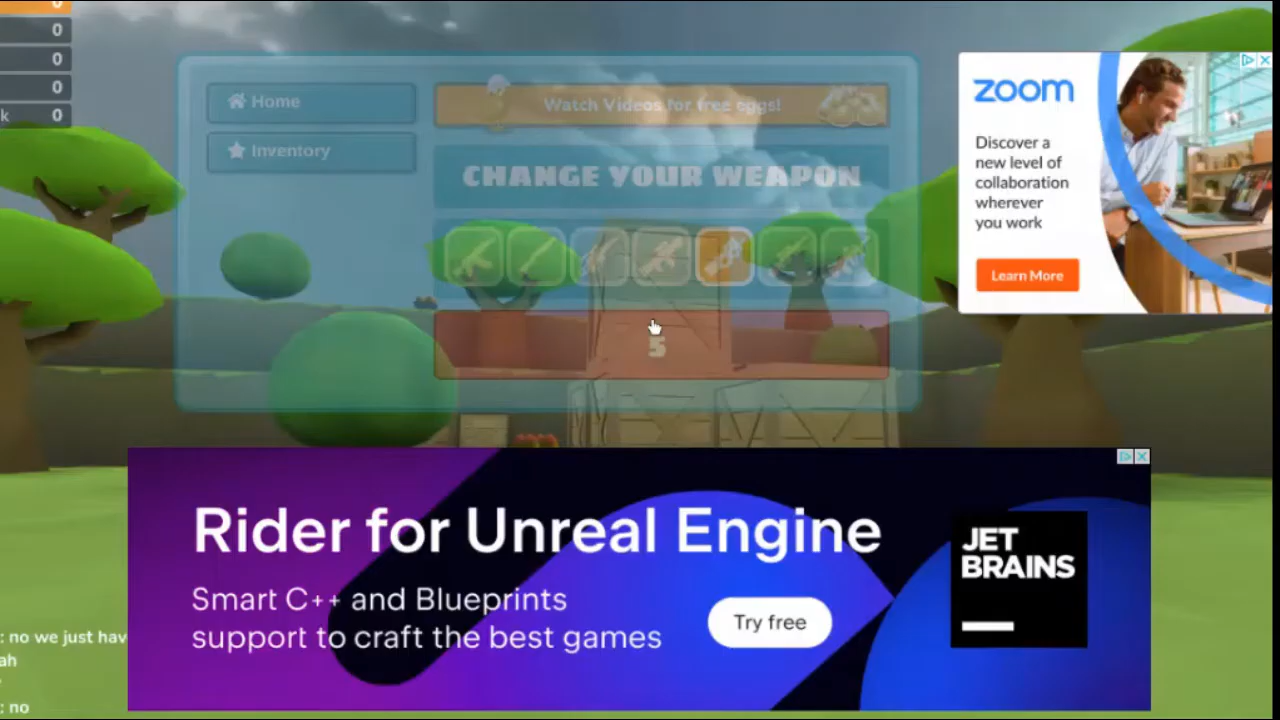 0
0
0
0
k 0
Home
Inventory
Watch Videos for free eggs!
CHANGE YOUR WEAPON
5
zoom
Discover a
new level of
collaboration
wherever
you work
Learn More
Rider for Unreal Engine
Smart C++ and Blueprints
support to craft the best games
Try free
JET
BRAINS
: no we just hav
ah
: no